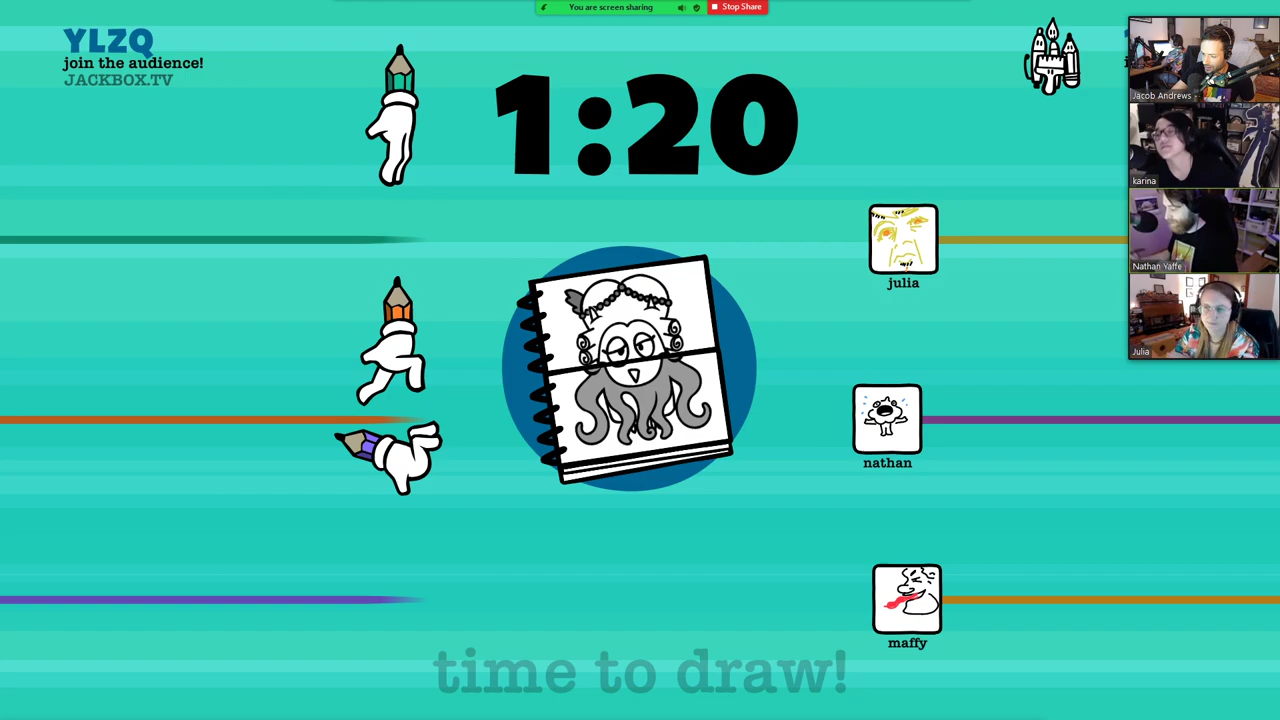 You are screen sharing
Stop Share
YLZQ
join the audience!
JACKBOX.TV
1:20
Jacob Andrews
karina
Nathan Yaffe
Julia
julia
nathan
maffy
time to draw!